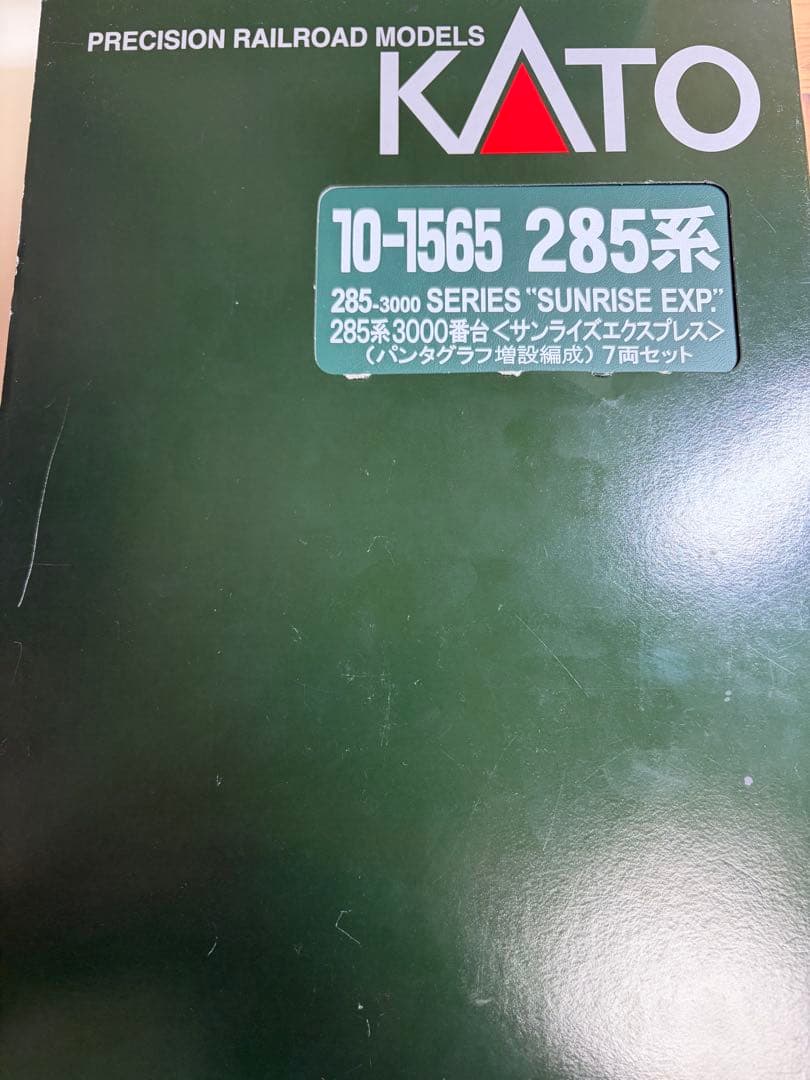 PRECISION RAILROAD MODELS
KATO
10-1565 285系
285-3000 SERIES "SUNRISE EXP."
285系3000番台<サンライズエクスプレス>
(パンタグラフ増設編成)7両セット